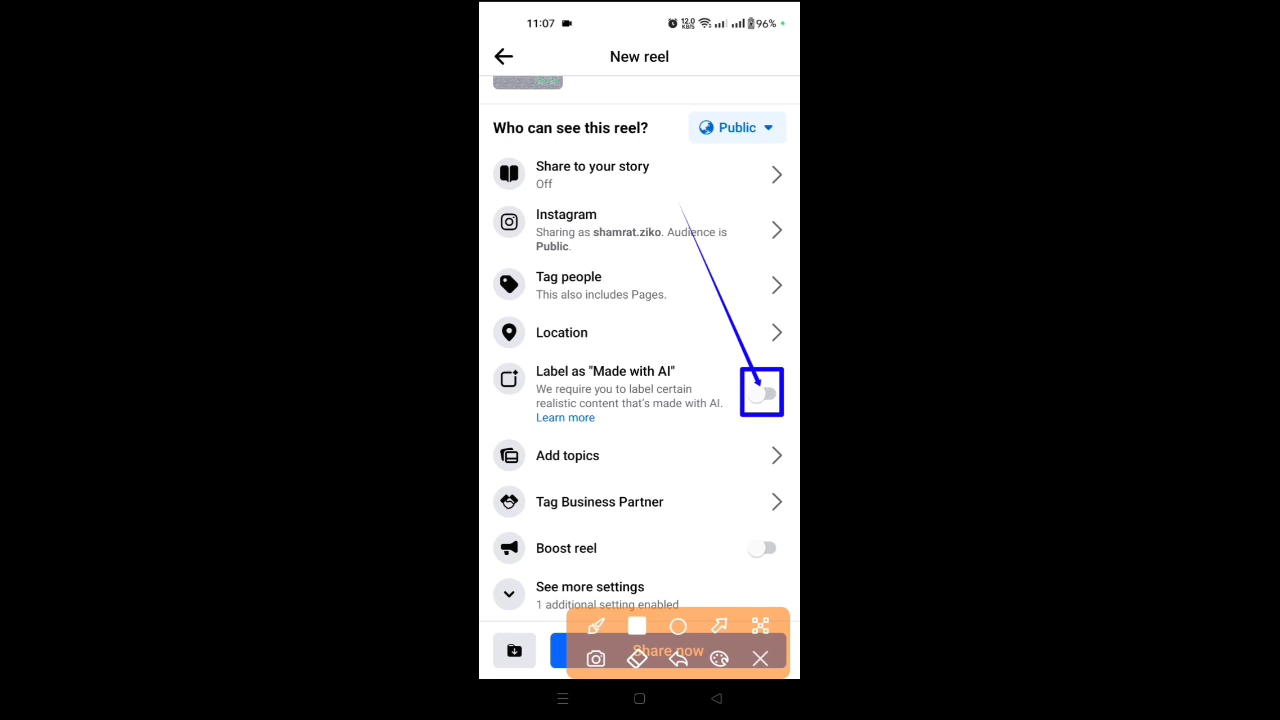 11:07
12.0
KB/S
96%
New reel
Who can see this reel?
Public
Share to your story
Off
Instagram
Sharing as shamrat.ziko. Audience is
Public.
Tag people
This also includes Pages.
Location
Label as "Made with AI"
We require you to label certain
realistic content that's made with AI.
Learn more
Add topics
Tag Business Partner
Boost reel
See more settings
1 additional setting enabled
Share now